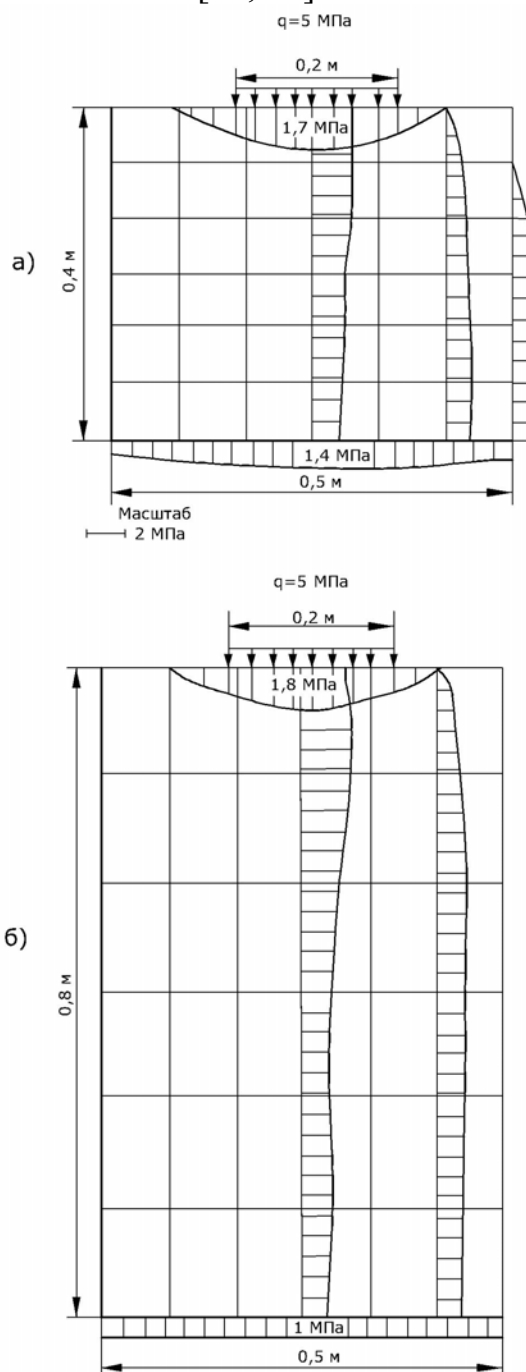 q=5 МПа
0,2 м
1,7 МПа
а)
0,4 м
1,4 МПа
0,5 м
Масштаб
2 МПа
q=5 МПа
0,2 м
1,8 МПа
б)
0,8 м
1 МПа
0,5 м